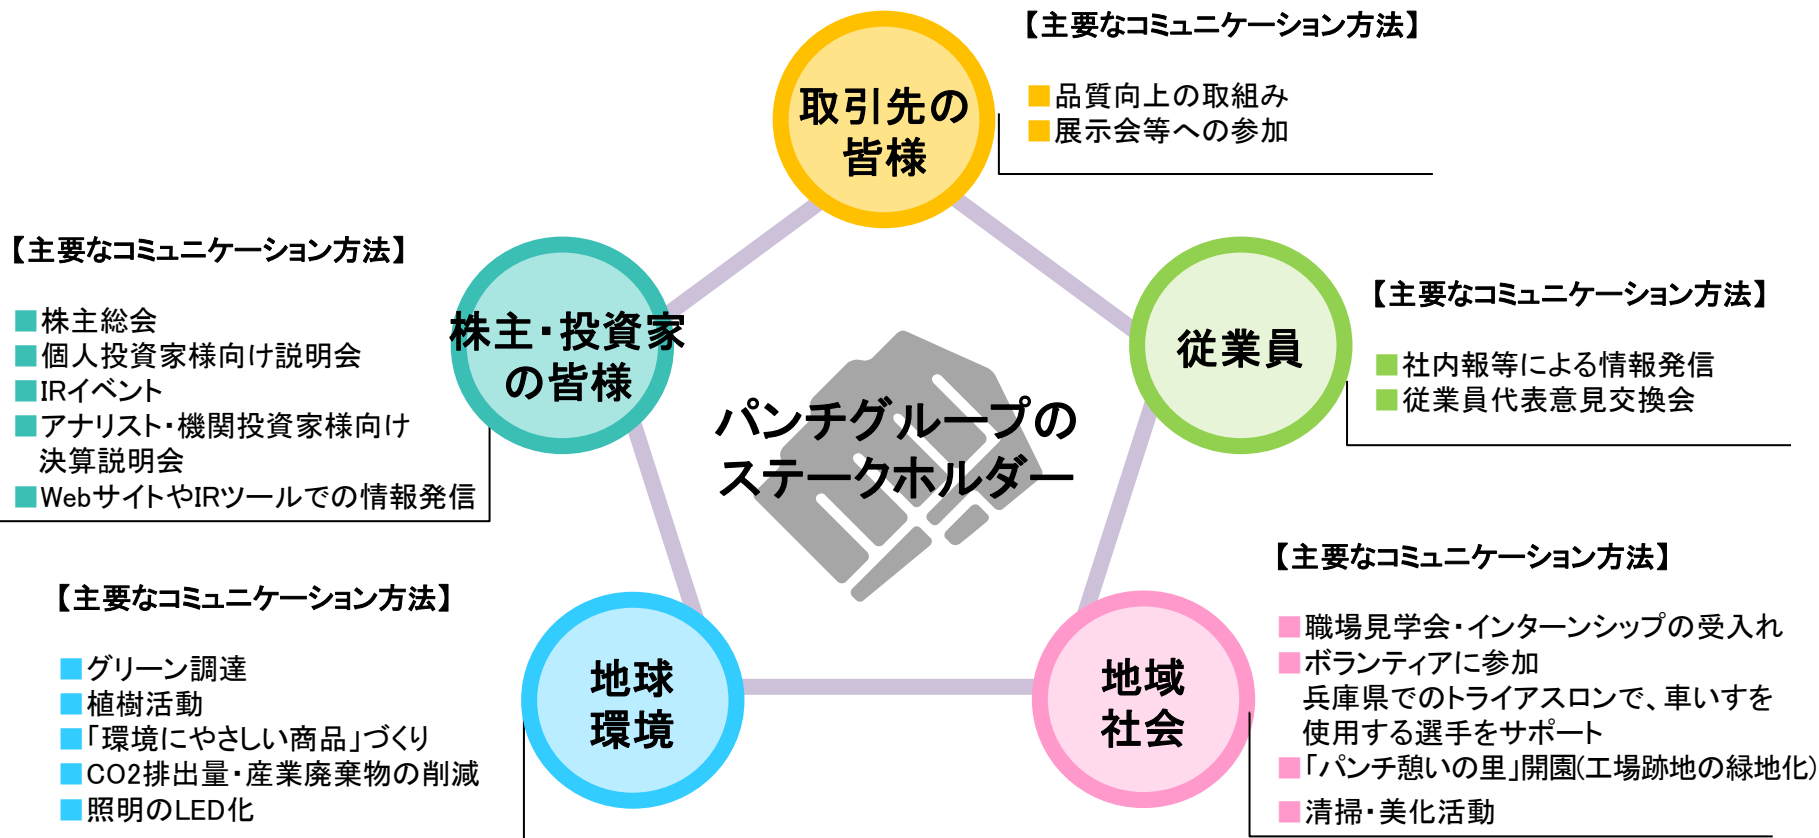 【主要なコミュニケーション方法】
■品質向上の取組み
■展示会等への参加
取引先の
皆様
【主要なコミュニケーション方法】
■株主総会
■個人投資家様向け説明会
■IRイベント
■アナリスト・機関投資家様向け
決算説明会
■WebサイトやIRツールでの情報発信
株主・投資家
の皆様
【主要なコミュニケーション方法】
■社内報等による情報発信
■従業員代表意見交換会
従業員
パンチグループの
ステークホルダー
【主要なコミュニケーション方法】
■グリーン調達
■植樹活動
■「環境にやさしい商品」づくり
■CO2排出量・産業廃棄物の削減
■照明のLED化
地球
環境
【主要なコミュニケーション方法】
■職場見学会・インターンシップの受入れ
■ボランティアに参加
兵庫県でのトライアスロンで、車いすを
使用する選手をサポート
■「パンチ憩いの里」開園(工場跡地の緑地化)
■清掃・美化活動
地域
社会